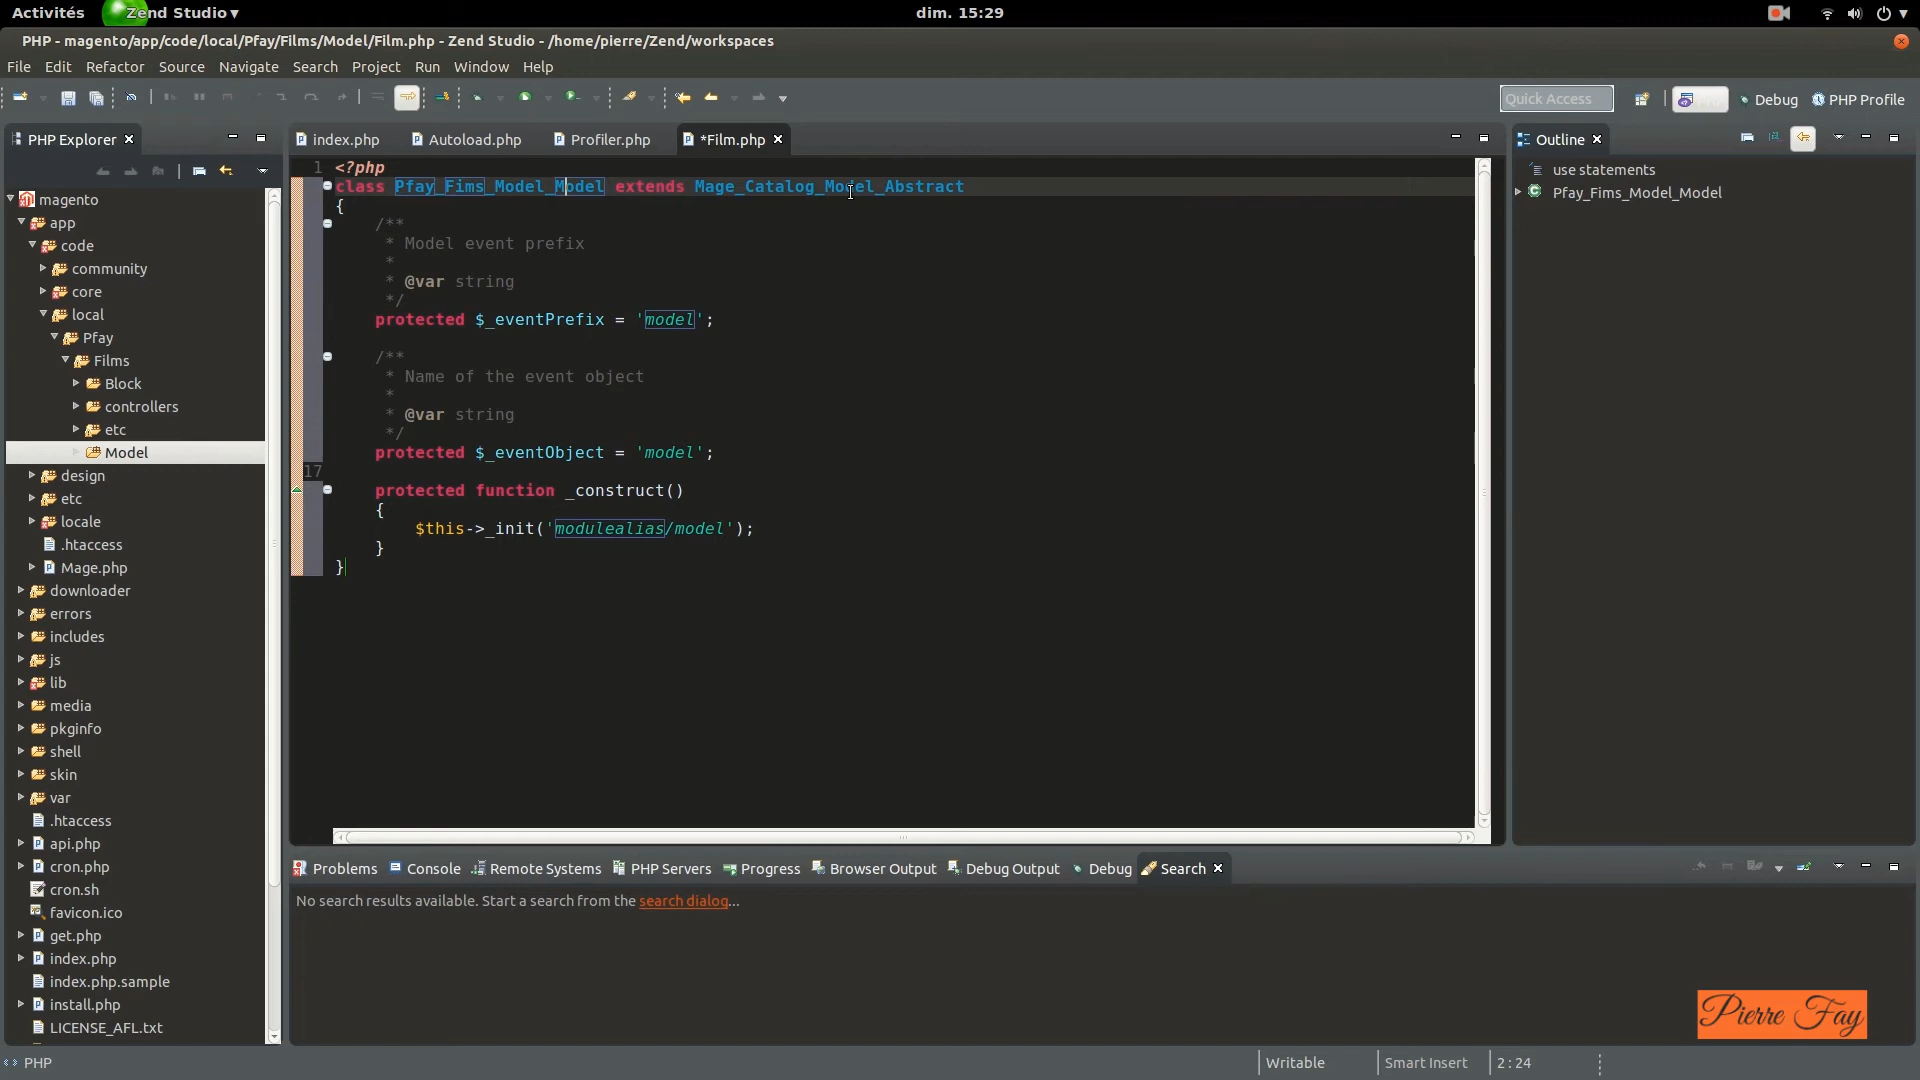 Activités Zend Studio ▾ dim. 15:29
PHP - magento/app/code/local/Pfay/Films/Model/Film.php - Zend Studio - /home/pierre/Zend/workspaces
File Edit Refactor Source Navigate Search Project Run Window Help
Quick Access Debug PHP Profile
PHP Explorer
magento
app
code
community
core
local
Pfay
Films
Block
controllers
etc
Model
design
etc
locale
.htaccess
Mage.php
downloader
errors
includes
js
lib
media
pkginfo
shell
skin
var
.htaccess
api.php
cron.php
cron.sh
favicon.ico
get.php
index.php
index.php.sample
install.php
LICENSE_AFL.txt
index.php Autoload.php Profiler.php *Film.php
1 <?php
class Pfay_Fims_Model_Model extends Mage_Catalog_Model_Abstract
{
/**
* Model event prefix
*
* @var string
*/
protected $_eventPrefix = 'model';
/**
* Name of the event object
*
* @var string
*/
protected $_eventObject = 'model';
17
protected function _construct()
{
$this->_init('modulealias/model');
}
}
Outline
use statements
Pfay_Fims_Model_Model
Problems Console Remote Systems PHP Servers Progress Browser Output Debug Output Debug Search
No search results available. Start a search from the search dialog...
Pierre Fay
PHP Writable Smart Insert 2:24